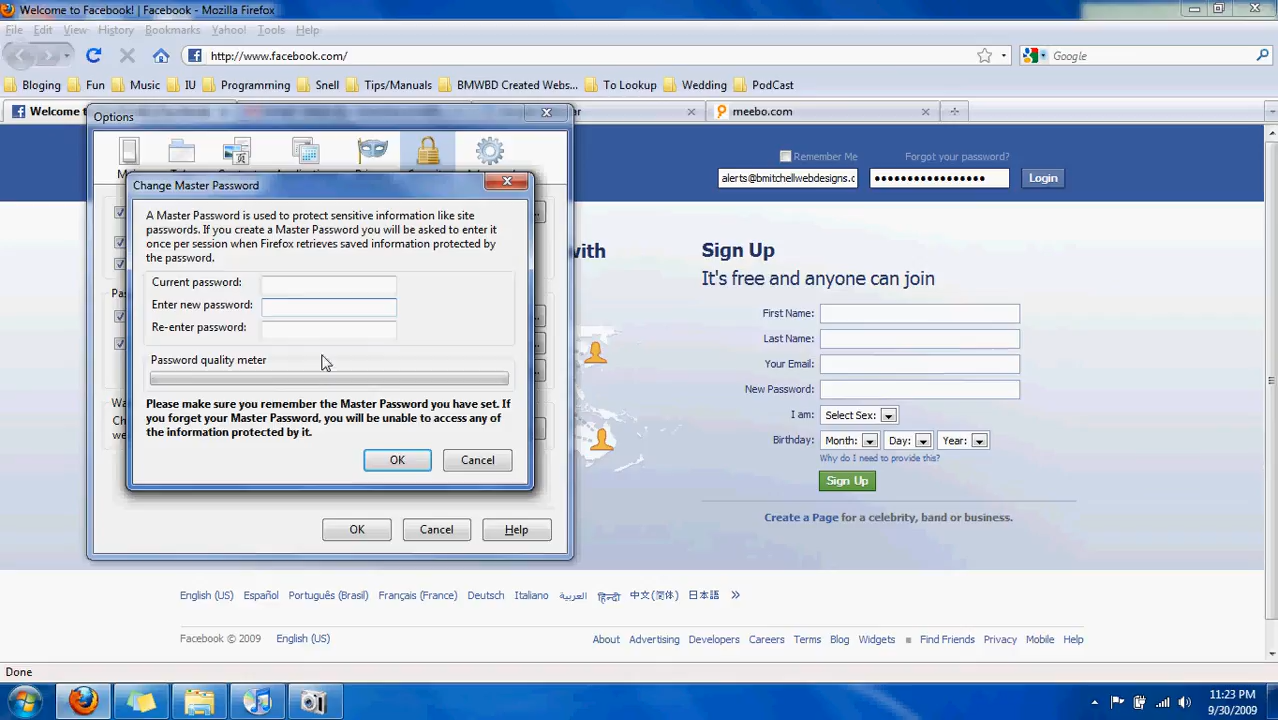 Welcome to Facebook! | Facebook - Mozilla Firefox
File Edit View History Bookmarks Yahoo! Tools Help
http://www.facebook.com/
Google
Bloging Fun Music IU Programming Snell Tips/Manuals BMWBD Created Webs... To Lookup Wedding PodCast
Welcome t
meebo.com
Options
Change Master Password
A Master Password is used to protect sensitive information like site
passwords. If you create a Master Password you will be asked to enter it
once per session when Firefox retrieves saved information protected by
the password.
Current password:
Enter new password:
Re-enter password:
Password quality meter
Please make sure you remember the Master Password you have set. If
you forget your Master Password, you will be unable to access any of
the information protected by it.
OK Cancel
OK Cancel Help
Remember Me Forgot your password?
alerts@bmitchellwebdesigns.c ••••••••••••••••• Login
with
Sign Up
It's free and anyone can join
First Name:
Last Name:
Your Email:
New Password:
I am: Select Sex:
Birthday: Month: Day: Year:
Why do I need to provide this?
Sign Up
Create a Page for a celebrity, band or business.
English (US) Español Português (Brasil) Français (France) Deutsch Italiano العربية हिन्दी 中文(简体) 日本語 »
Facebook © 2009 English (US) About Advertising Developers Careers Terms Blog Widgets ■ Find Friends Privacy Mobile Help
Done
11:23 PM
9/30/2009